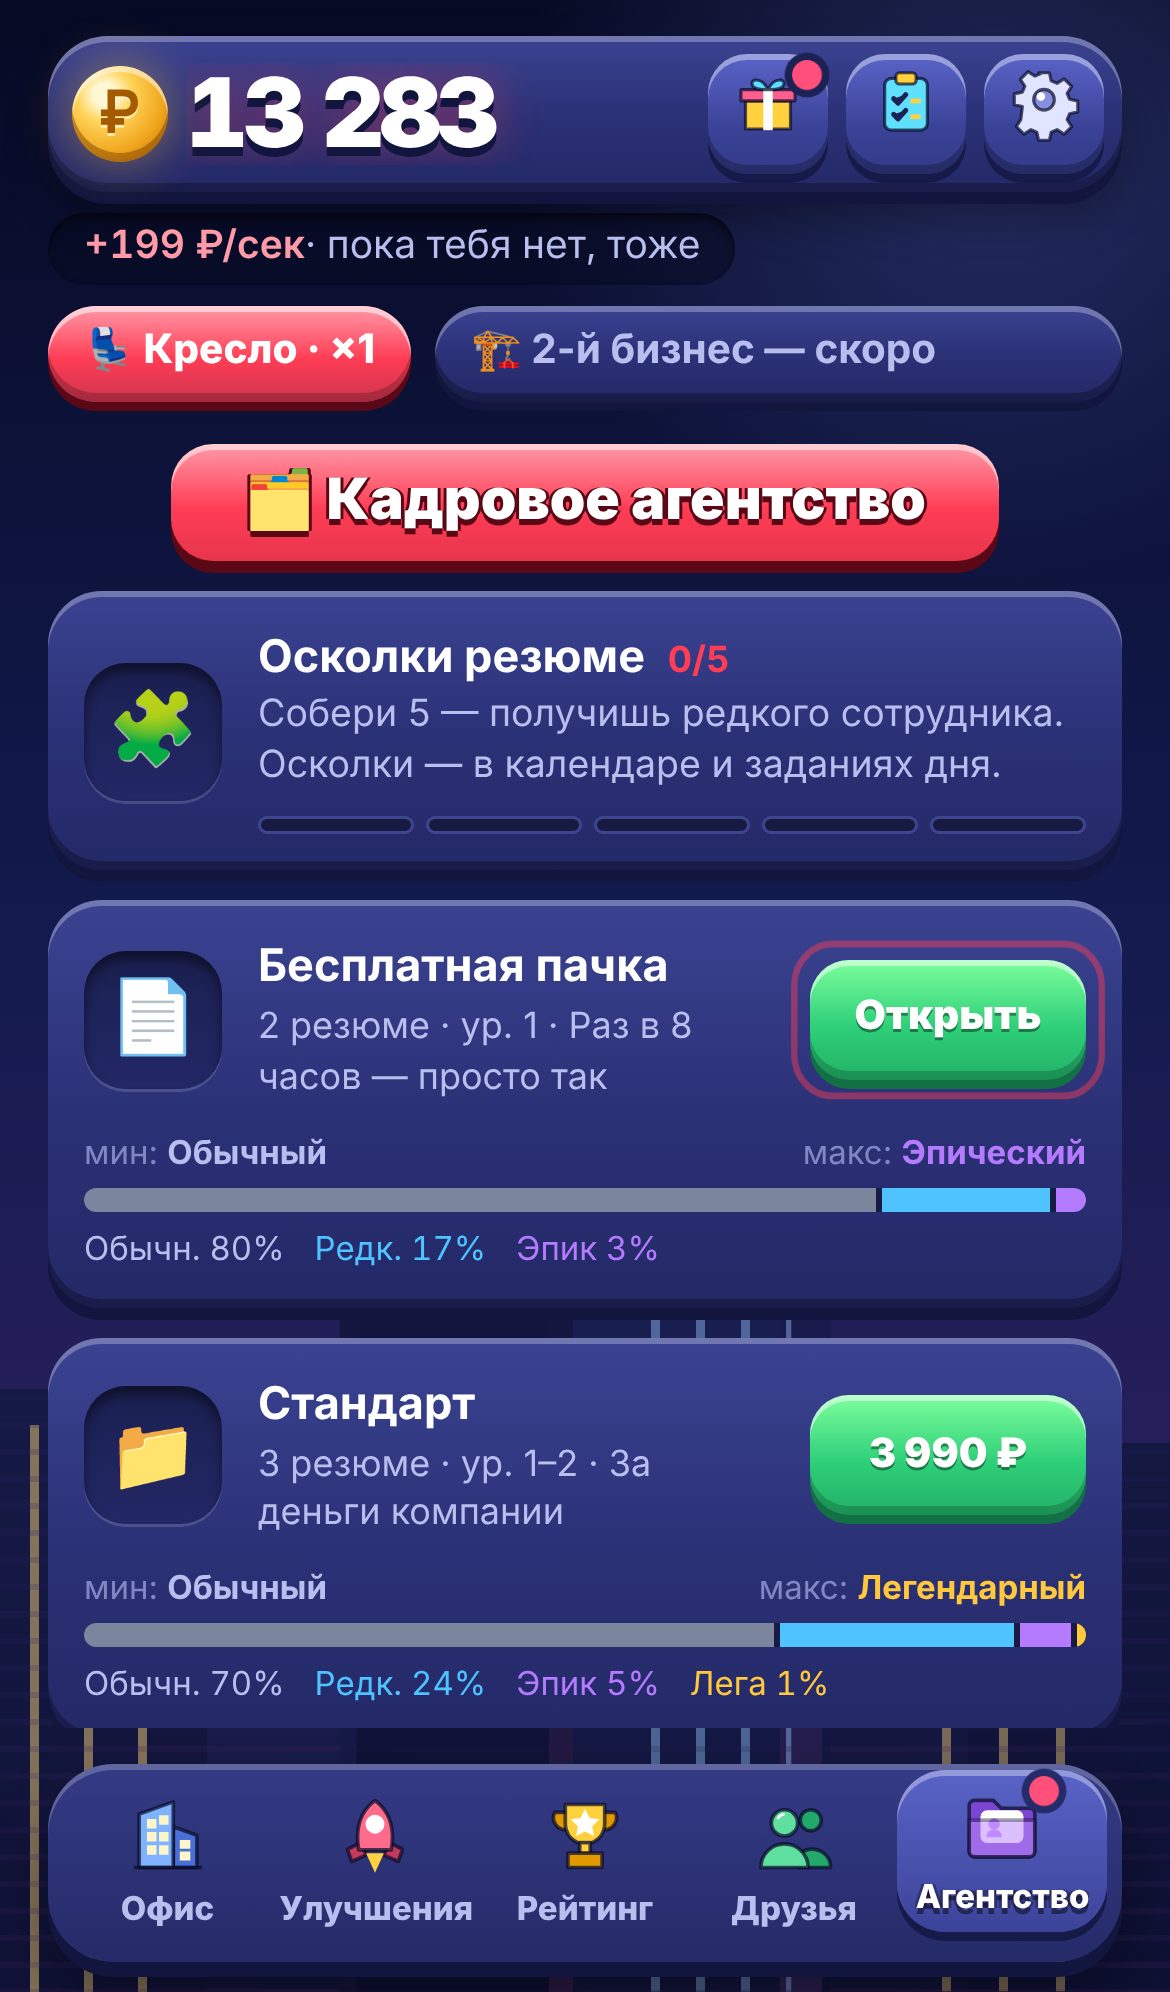 ₽ 13 283
+199 ₽/сек· пока тебя нет, тоже
Кресло · ×1
2-й бизнес — скоро
Кадровое агентство
Осколки резюме 0/5
Собери 5 — получишь редкого сотрудника.
Осколки — в календаре и заданиях дня.
Бесплатная пачка
2 резюме · ур. 1 · Раз в 8
часов — просто так
Открыть
мин: Обычный
макс: Эпический
Обычн. 80% Редк. 17% Эпик 3%
Стандарт
3 резюме · ур. 1–2 · За
деньги компании
3 990 ₽
мин: Обычный
макс: Легендарный
Обычн. 70% Редк. 24% Эпик 5% Лега 1%
Офис
Улучшения
Рейтинг
Друзья
Агентство